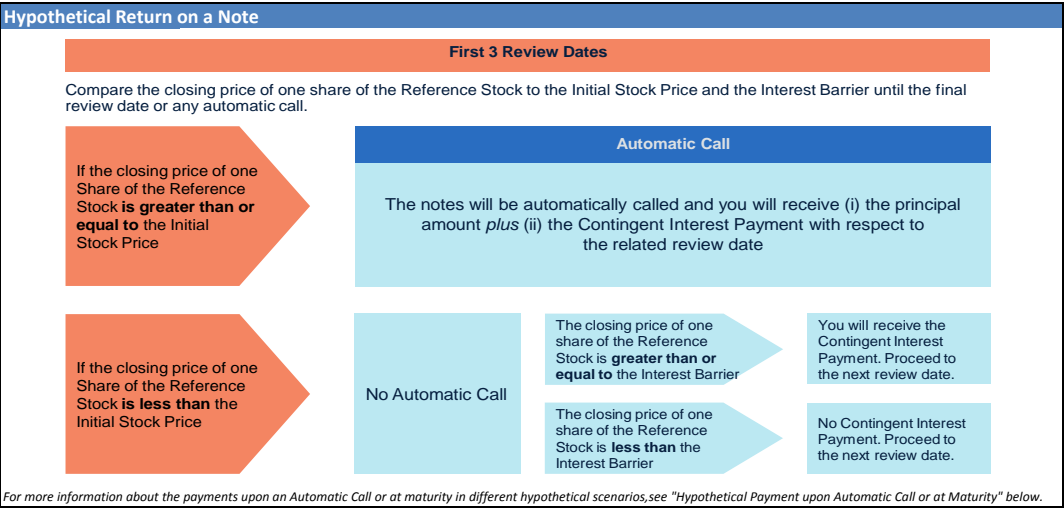 Hypothetical Return on a Note
First 3 Review Dates
Compare the closing price of one share of the Reference Stock to the Initial Stock Price and the Interest Barrier until the final
review date or any automatic call.
If the closing price of one
Share of the Reference
Stock is greater than or
equal to the Initial
Stock Price
Automatic Call
The notes will be automatically called and you will receive (i) the principal
amount plus (ii) the Contingent Interest Payment with respect to
the related review date
If the closing price of one
Share of the Reference
Stock is less than the
Initial Stock Price
No Automatic Call
The closing price of one
share of the Reference
Stock is greater than or
equal to the Interest Barrier
You will receive the
Contingent Interest
Payment. Proceed to
the next review date.
The closing price of one
share of the Reference
Stock is less than the
Interest Barrier
No Contingent Interest
Payment. Proceed to
the next review date.
For more information about the payments upon an Automatic Call or at maturity in different hypothetical scenarios,see "Hypothetical Payment upon Automatic Call or at Maturity" below.